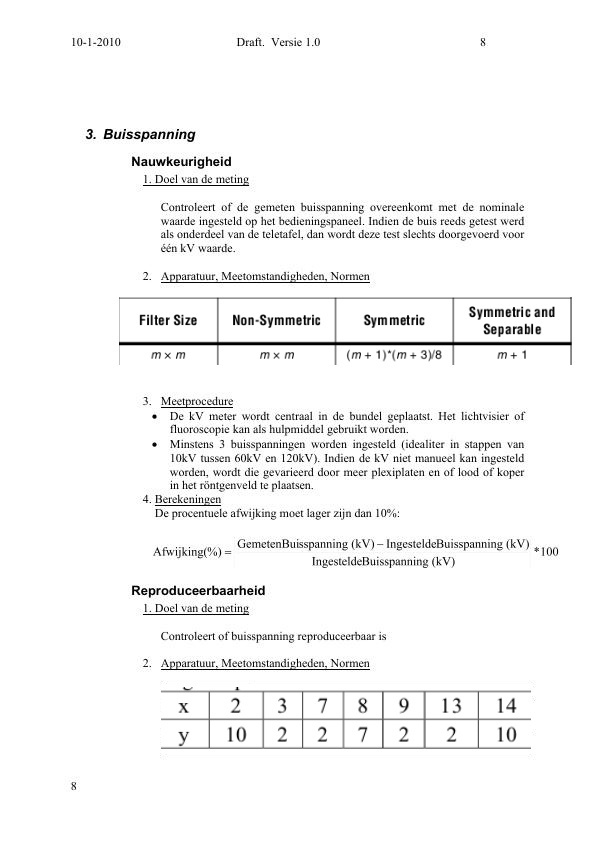 10-1-2010 Draft. Versie 1.0 8
3. Buisspanning
Nauwkeurigheid
1. Doel van de meting
Controleert of de gemeten buisspanning overeenkomt met de nominale
waarde ingesteld op het bedieningspaneel. Indien de buis reeds getest werd
als onderdeel van de teletafel, dan wordt deze test slechts doorgevoerd voor
één kV waarde.
2. Apparatuur, Meetomstandigheden, Normen
Filter Size Non-Symmetric Symmetric Symmetric and Separable
m × m m × m (m + 1)*(m + 3)/8 m + 1
3. Meetprocedure
• De kV meter wordt centraal in de bundel geplaatst. Het lichtvisier of
fluoroscopie kan als hulpmiddel gebruikt worden.
• Minstens 3 buisspanningen worden ingesteld (idealiter in stappen van
10kV tussen 60kV en 120kV). Indien de kV niet manueel kan ingesteld
worden, wordt die gevarieerd door meer plexiplaten en of lood of koper
in het röntgenveld te plaatsen.
4. Berekeningen
De procentuele afwijking moet lager zijn dan 10%:
GemetenBuisspanning (kV) – IngesteldeBuisspanning (kV)
Afwijking(%) = *100
IngesteldeBuisspanning (kV)
Reproduceerbaarheid
1. Doel van de meting
Controleert of buisspanning reproduceerbaar is
2. Apparatuur, Meetomstandigheden, Normen
x 2 3 7 8 9 13 14
y 10 2 2 7 2 2 10
8